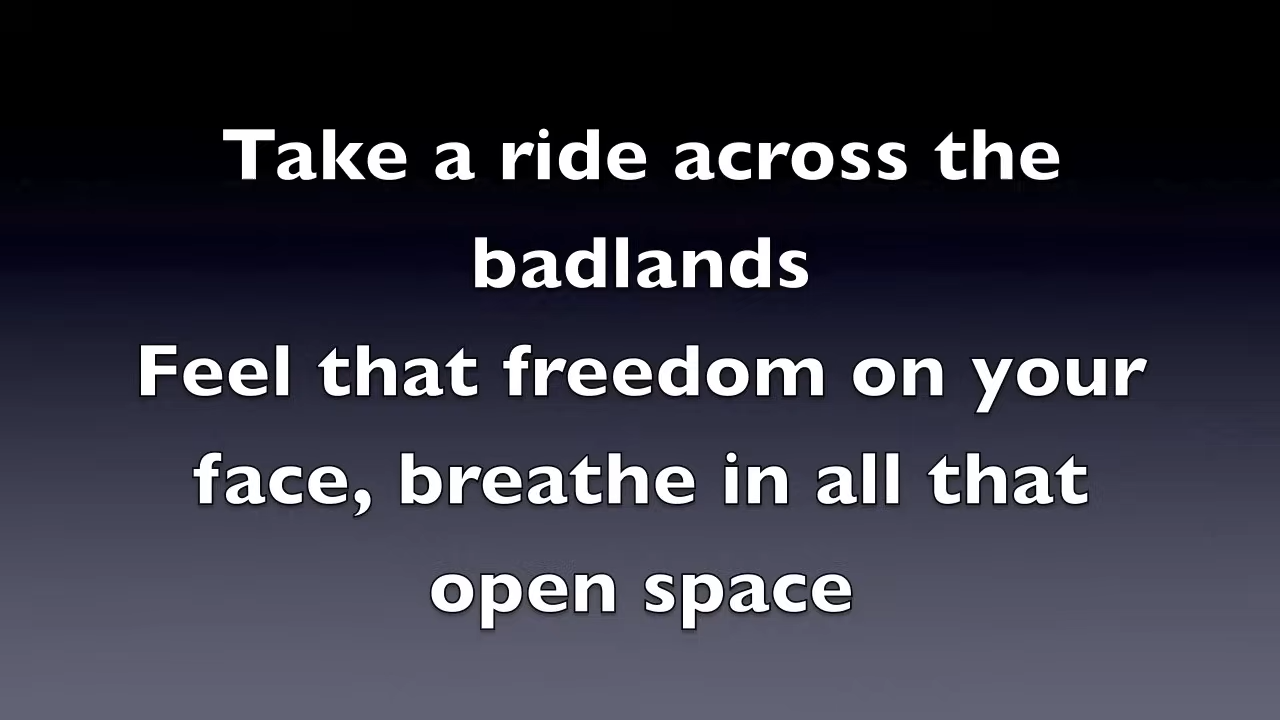 Take a ride across the
badlands
Feel that freedom on your
face, breathe in all that
open space